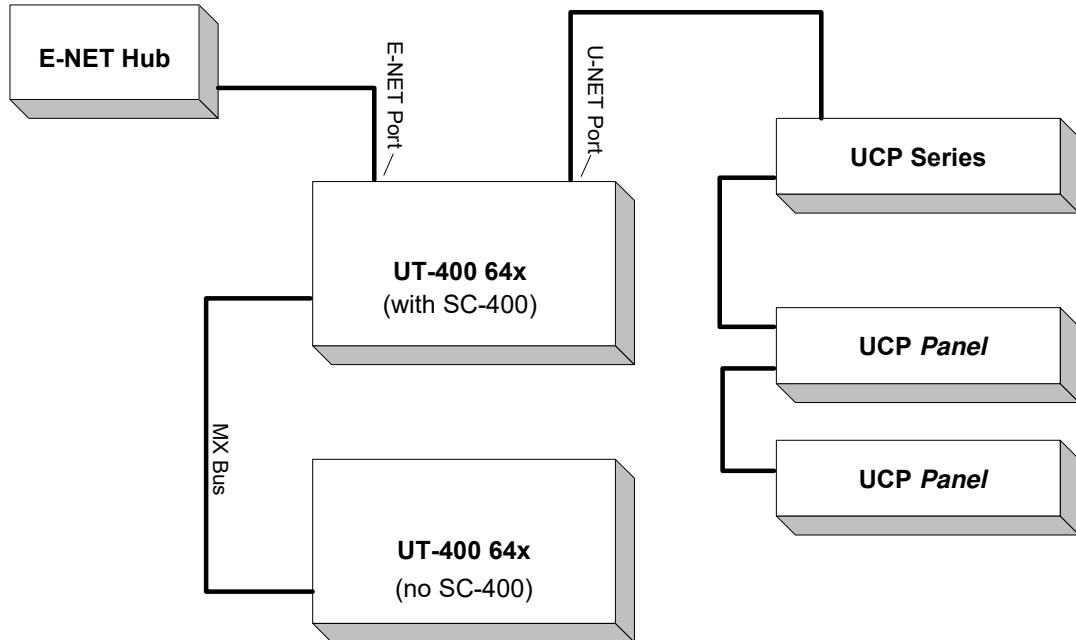 E-NET Hub
E-NET Port
U-NET Port
UCP Series
UT-400 64x
(with SC-400)
UCP Panel
MX Bus
UCP Panel
UT-400 64x
(no SC-400)